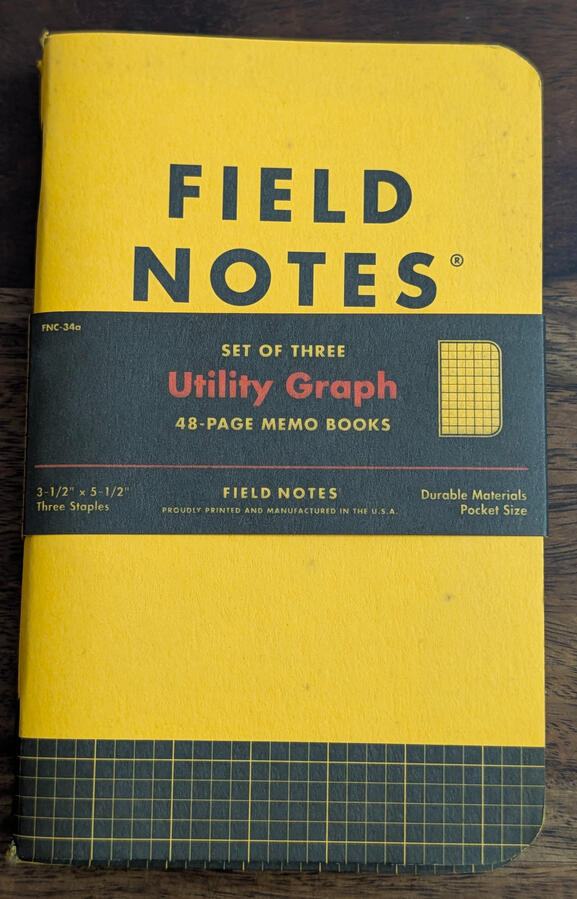 FIELD
NOTES®
FNC-34a
SET OF THREE
Utility Graph
48-PAGE MEMO BOOKS
3-1/2" x 5-1/2"
Three Staples
FIELD NOTES
PROUDLY PRINTED AND MANUFACTURED IN THE U.S.A.
Durable Materials
Pocket Size